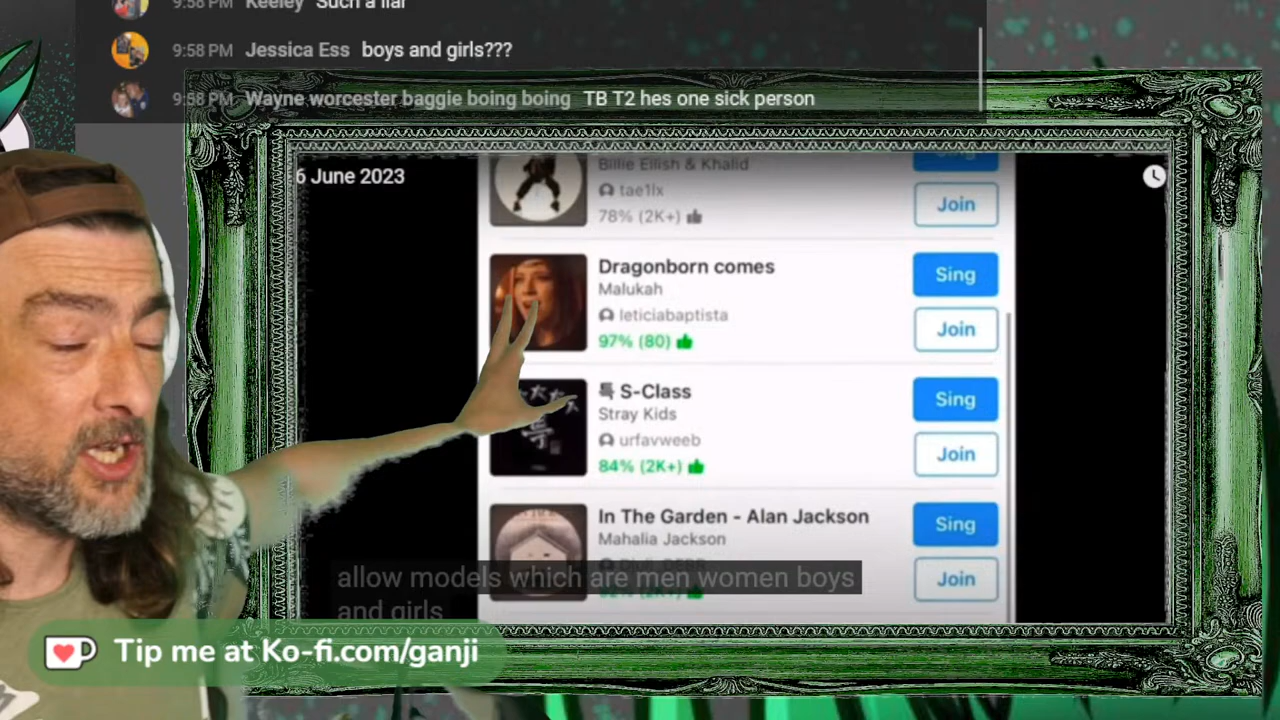 9:58 PM Keeley Such a liar
9:58 PM Jessica Ess boys and girls???
9:58 PM Wayne worcester baggie boing boing TB T2 hes one sick person
6 June 2023
Billie Eilish & Khalid
Sing
tae1lx
Join
78% (2K+)
Dragonborn comes
Sing
Malukah
leticiabaptista
Join
97% (80)
특 S-Class
Sing
Stray Kids
urfavweeb
Join
84% (2K+)
In The Garden - Alan Jackson
Sing
Mahalia Jackson
Join
allow models which are men women boys
and girls
Tip me at Ko-fi.com/ganji